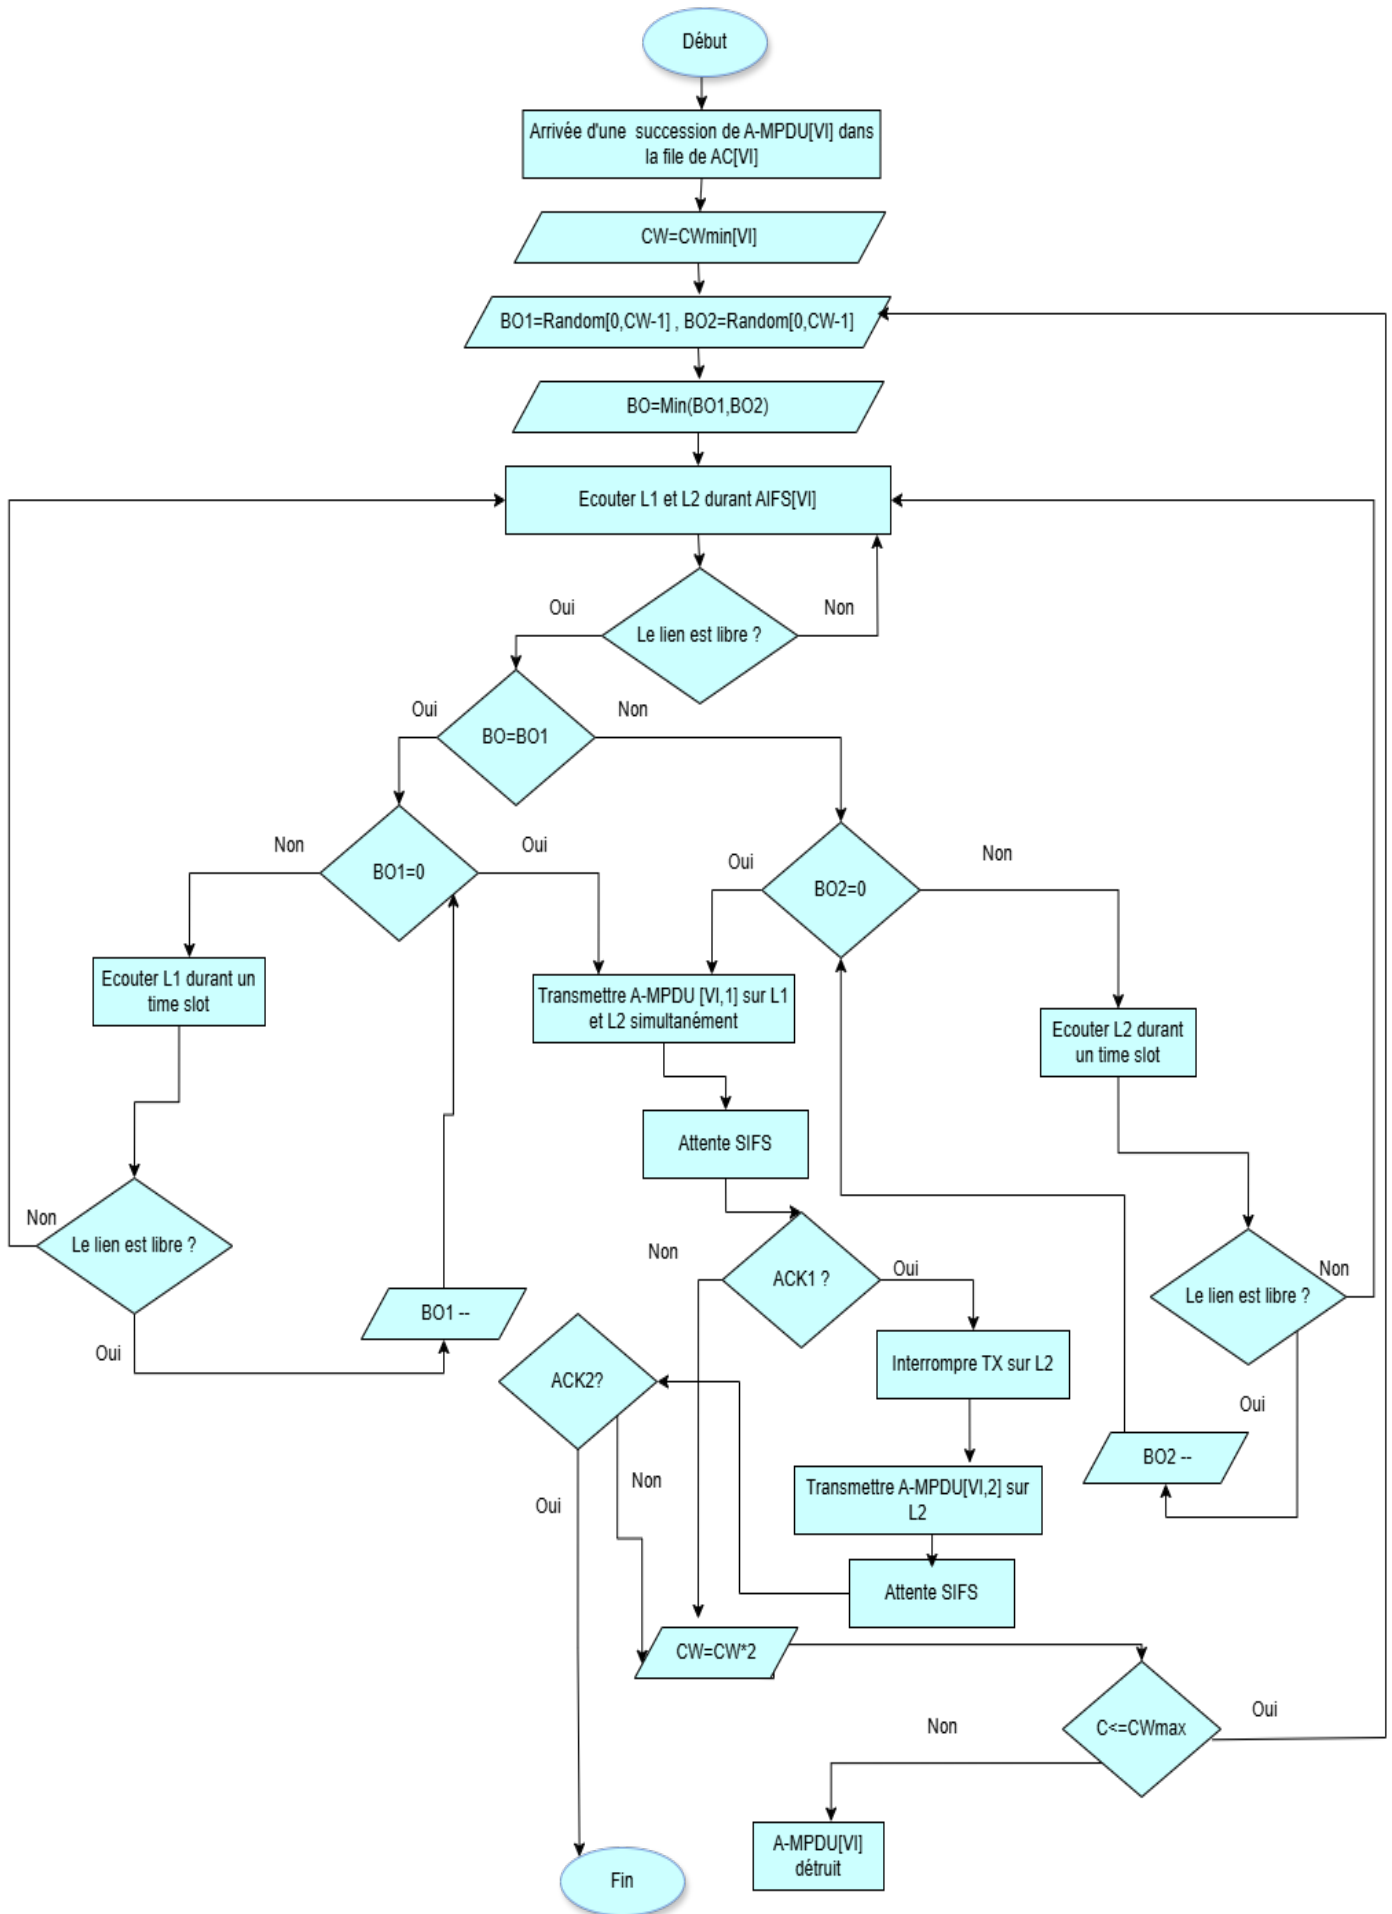 Début
Arrivée d'une succession de A-MPDU[VI] dans
la file de AC[VI]
CW=CWmin[VI]
BO1=Random[0,CW-1] , BO2=Random[0,CW-1]
BO=Min(BO1,BO2)
Ecouter L1 et L2 durant AIFS[VI]
Oui
Non
Le lien est libre ?
Oui
Non
BO=BO1
Non
Oui
BO1=0
Oui
Non
BO2=0
Ecouter L1 durant un
time slot
Transmettre A-MPDU [VI,1] sur L1
et L2 simultanément
Ecouter L2 durant
un time slot
Attente SIFS
Non
Le lien est libre ?
Non
ACK1 ?
Oui
Non
Le lien est libre ?
BO1 --
Oui
Interrompre TX sur L2
ACK2?
Oui
BO2 --
Non
Oui
Transmettre A-MPDU[VI,2] sur
L2
Attente SIFS
CW=CW*2
Non
C<=CWmax
Oui
A-MPDU[VI]
détruit
Fin